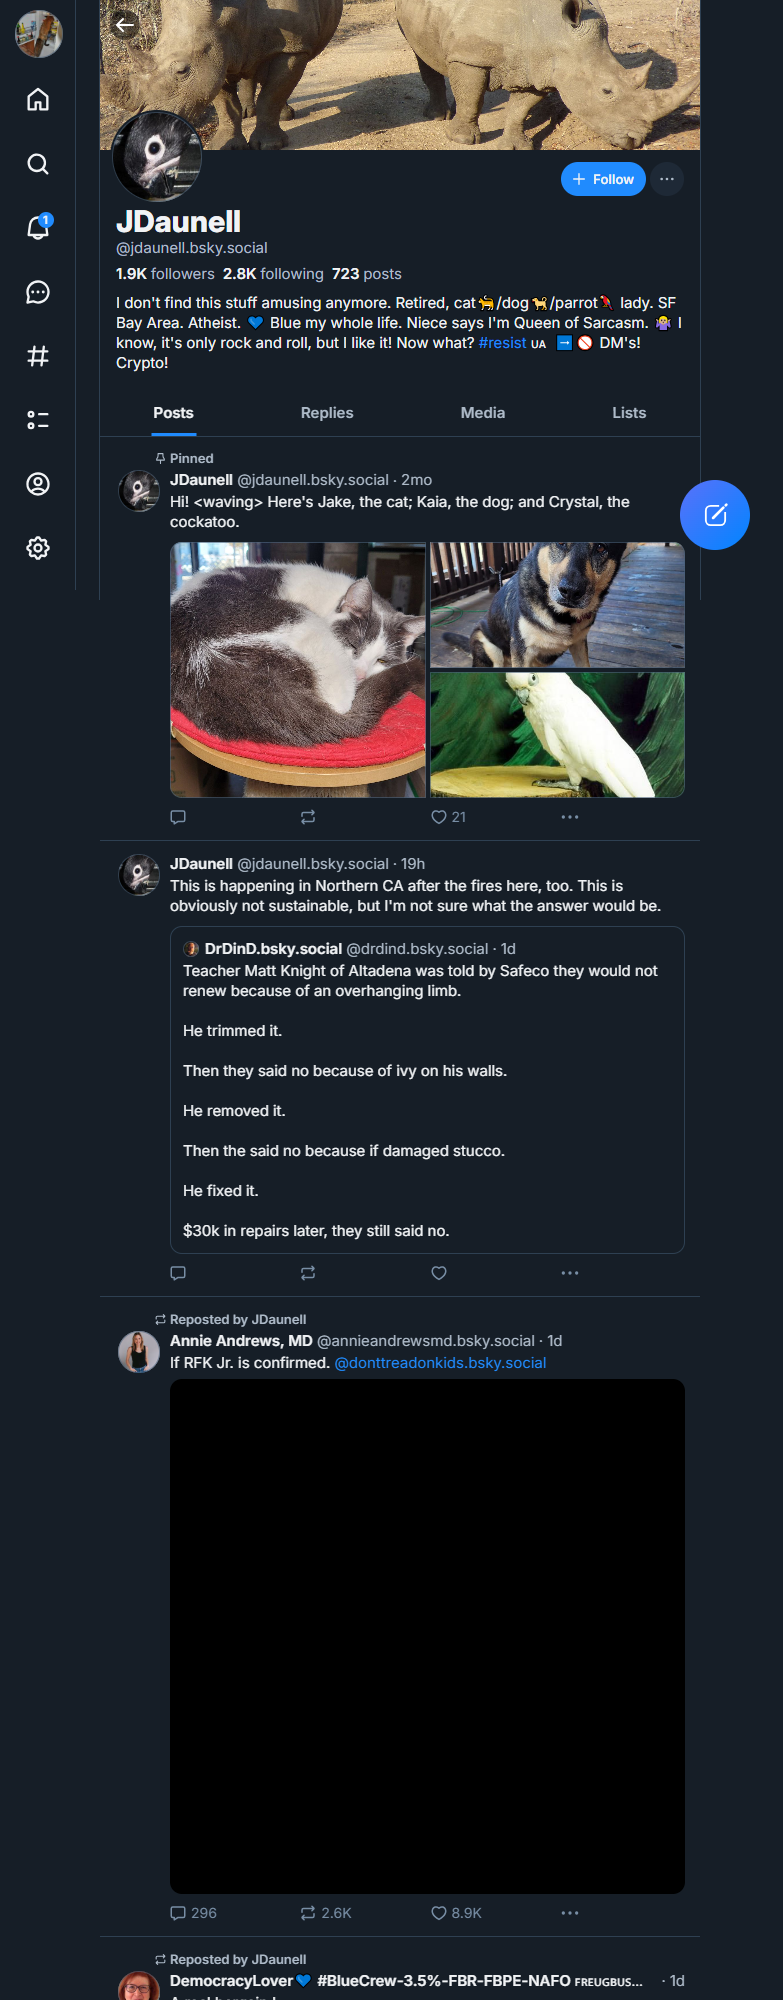 + Follow
JDaunell
@jdaunell.bsky.social
1.9K followers 2.8K following 723 posts
I don't find this stuff amusing anymore. Retired, cat🐈/dog🐕/parrot🦜 lady. SF
Bay Area. Atheist. 💙 Blue my whole life. Niece says I'm Queen of Sarcasm. 🤷‍♀️ I
know, it's only rock and roll, but I like it! Now what? #resist 🇺🇦 ➡️🚫 DM's!
Crypto!
Posts Replies Media Lists
1
Pinned
JDaunell @jdaunell.bsky.social · 2mo
Hi! <waving> Here's Jake, the cat; Kaia, the dog; and Crystal, the
cockatoo.
21
JDaunell @jdaunell.bsky.social · 19h
This is happening in Northern CA after the fires here, too. This is
obviously not sustainable, but I'm not sure what the answer would be.
DrDinD.bsky.social @drdind.bsky.social · 1d
Teacher Matt Knight of Altadena was told by Safeco they would not
renew because of an overhanging limb.
He trimmed it.
Then they said no because of ivy on his walls.
He removed it.
Then the said no because if damaged stucco.
He fixed it.
$30k in repairs later, they still said no.
Reposted by JDaunell
Annie Andrews, MD @annieandrewsmd.bsky.social · 1d
If RFK Jr. is confirmed. @donttreadonkids.bsky.social
296 2.6K 8.9K
Reposted by JDaunell
DemocracyLover💙 #BlueCrew-3.5%-FBR-FBPE-NAFO 🇫🇷🇪🇺🇬🇧🇺🇸... · 1d